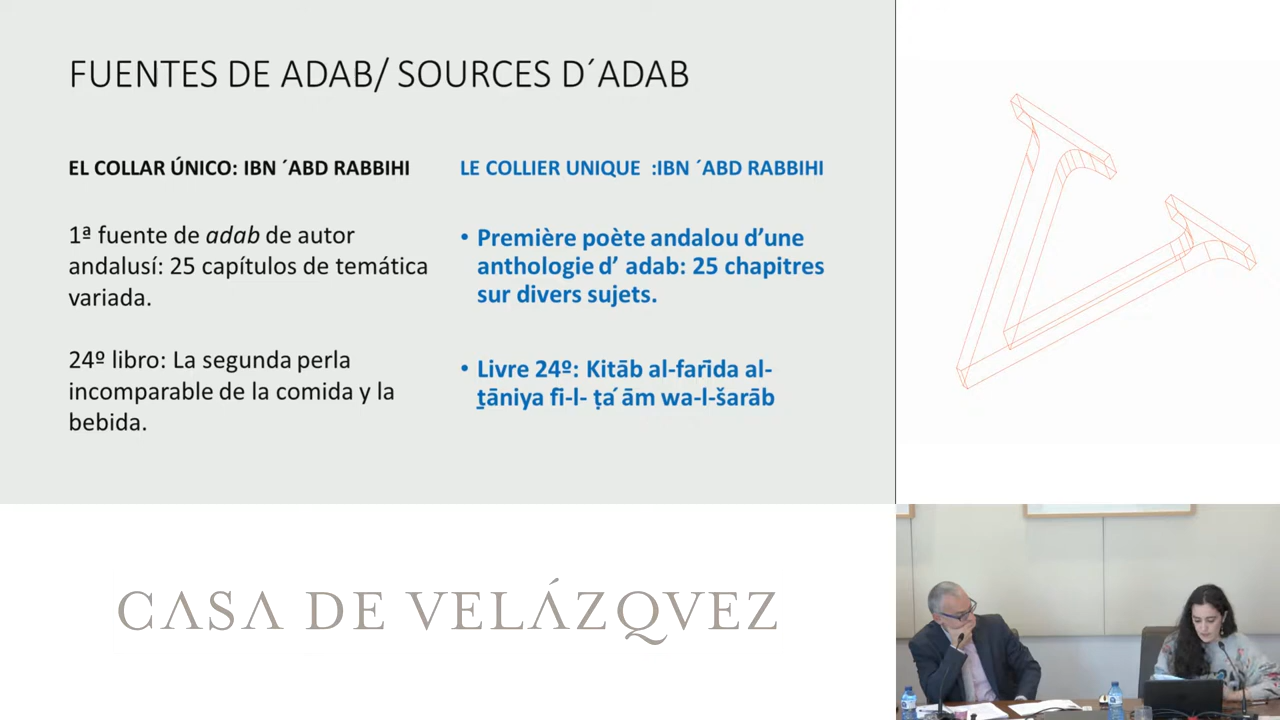 FUENTES DE ADAB/ SOURCES D´ADAB
EL COLLAR ÚNICO: IBN ´ABD RABBIHI
1ª fuente de adab de autor
andalusí: 25 capítulos de temática
variada.
24º libro: La segunda perla
incomparable de la comida y la
bebida.
LE COLLIER UNIQUE :IBN ´ABD RABBIHI
• Première poète andalou d’une
anthologie d’ adab: 25 chapitres
sur divers sujets.
• Livre 24º: Kitāb al-farīda al-
ṯāniya fi-l- ṭa´ām wa-l-šarāb
CASA DE VELÁZQVEZ